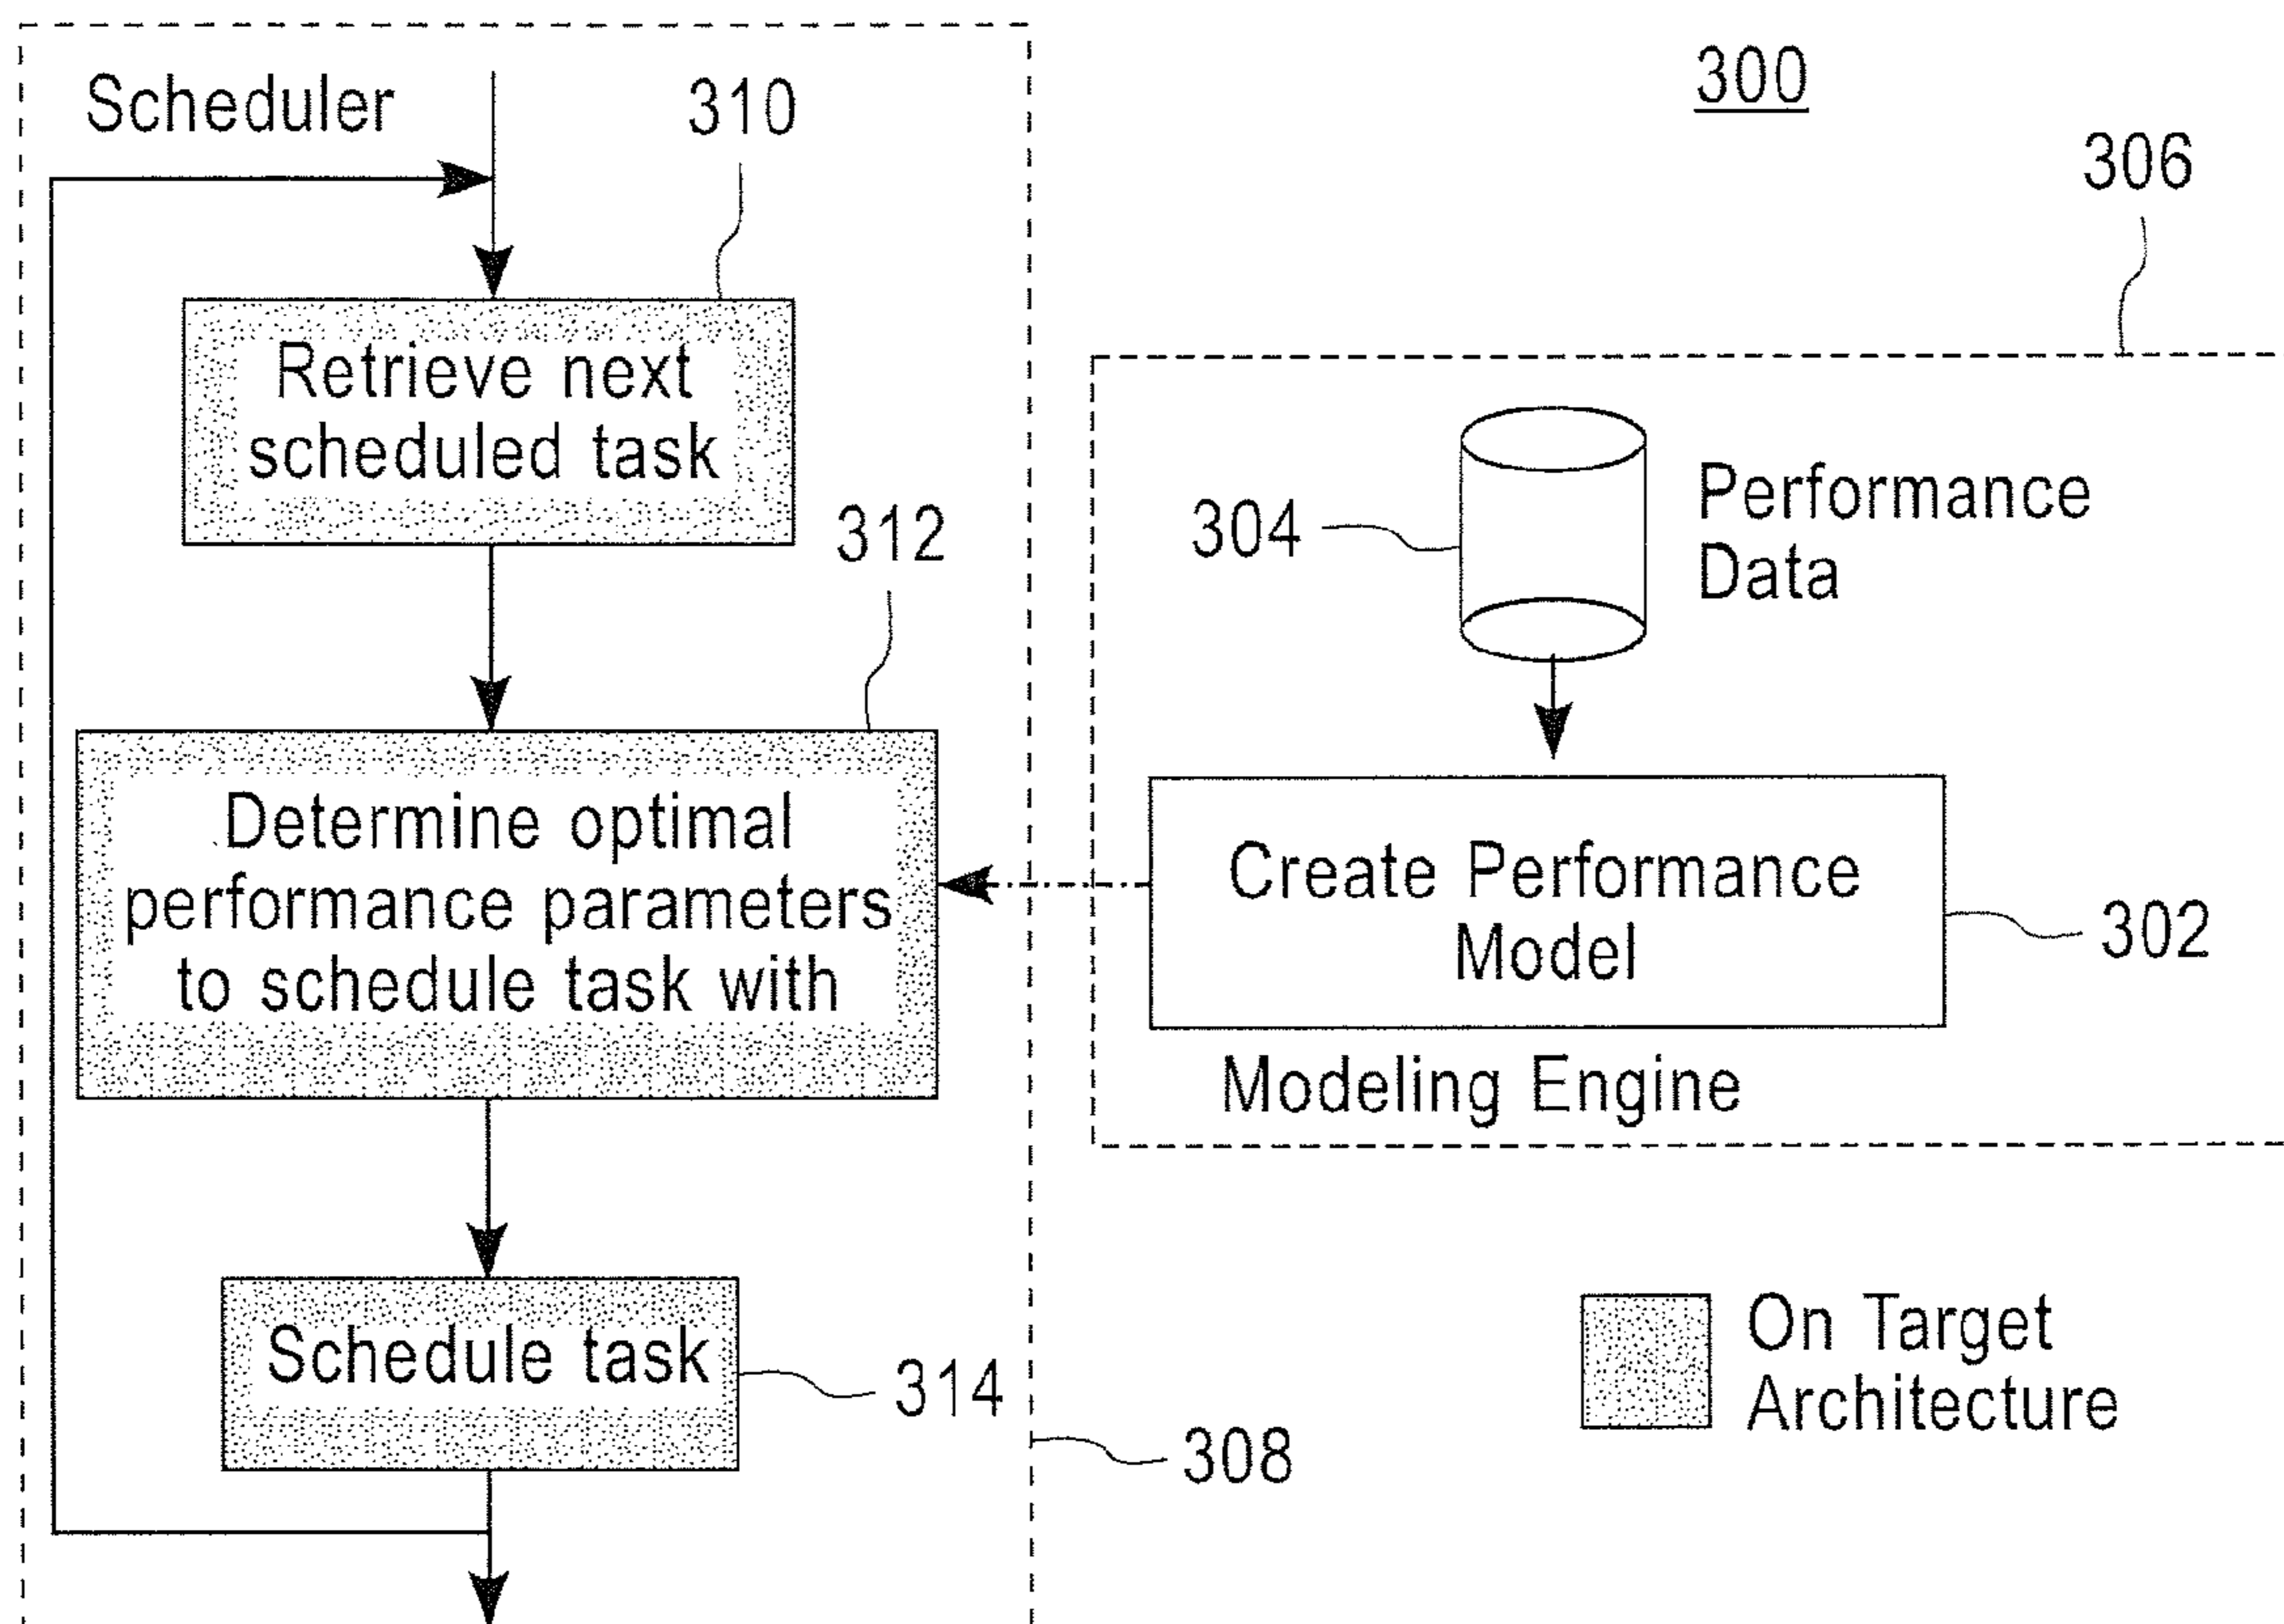 Scheduler
310
300
306
Retrieve next
scheduled task
312
304
Performance
Data
Determine optimal
performance parameters
to schedule task with
Create Performance
Model
302
Modeling Engine
Schedule task
314
308
On Target
Architecture